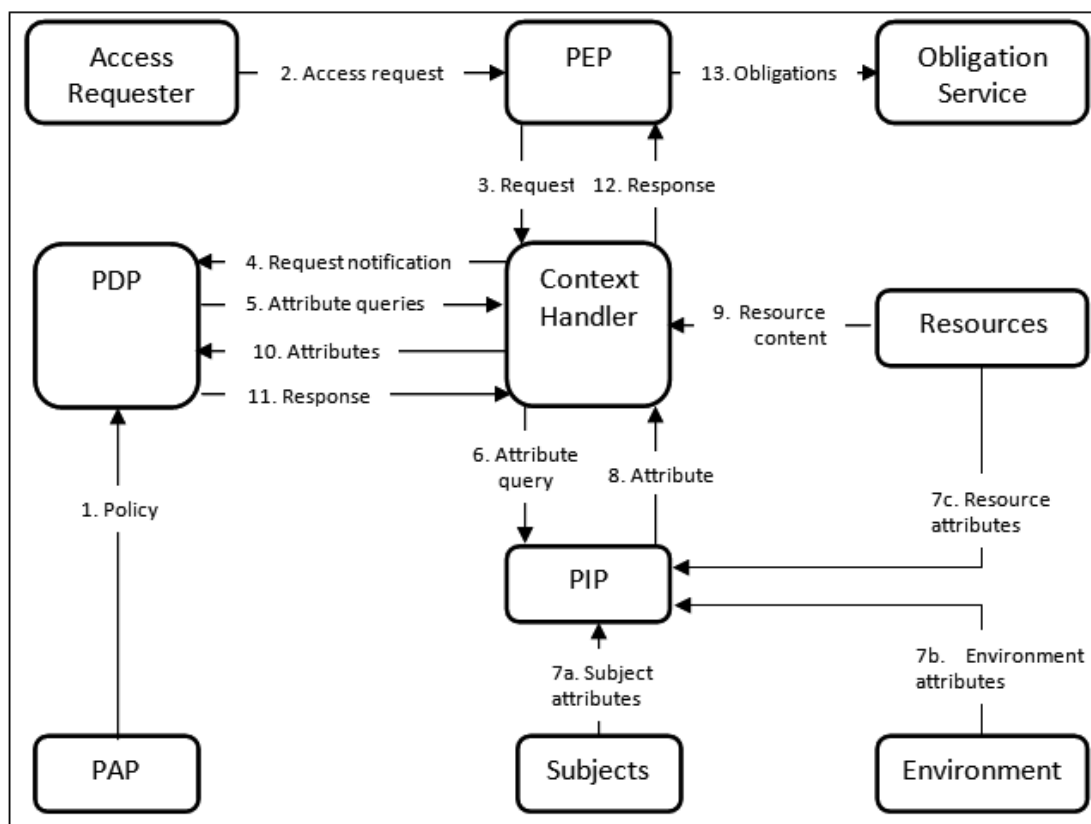 Access
Requester
2. Access request
PEP
13. Obligations
Obligation
Service
3. Request
12. Response
PDP
4. Request notification
5. Attribute queries
10. Attributes
11. Response
Context
Handler
9. Resource
content
Resources
1. Policy
6. Attribute
query
8. Attribute
7c. Resource
attributes
PIP
7a. Subject
attributes
7b. Environment
attributes
PAP
Subjects
Environment